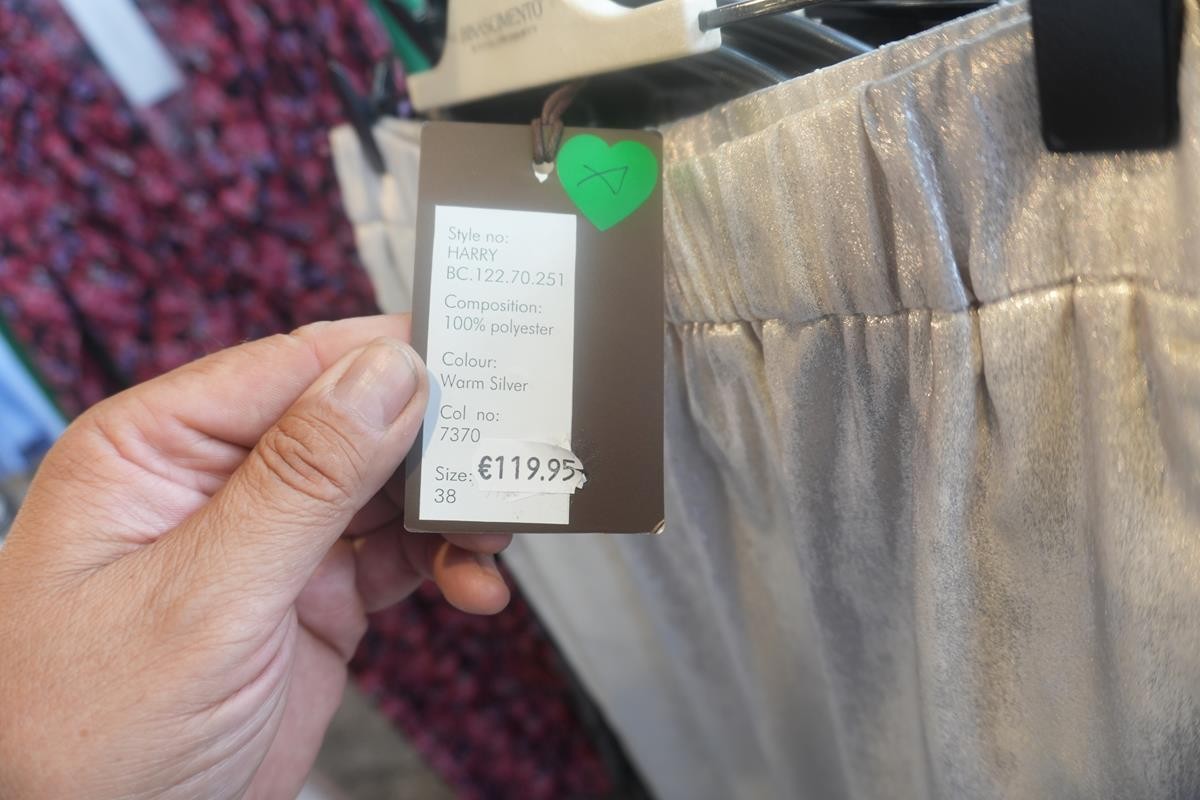 RINASCIMENTO
Style no:
HARRY
BC.122.70.251
Composition:
100% polyester
Colour:
Warm Silver
Col no:
7370
€119.95
Size:
38